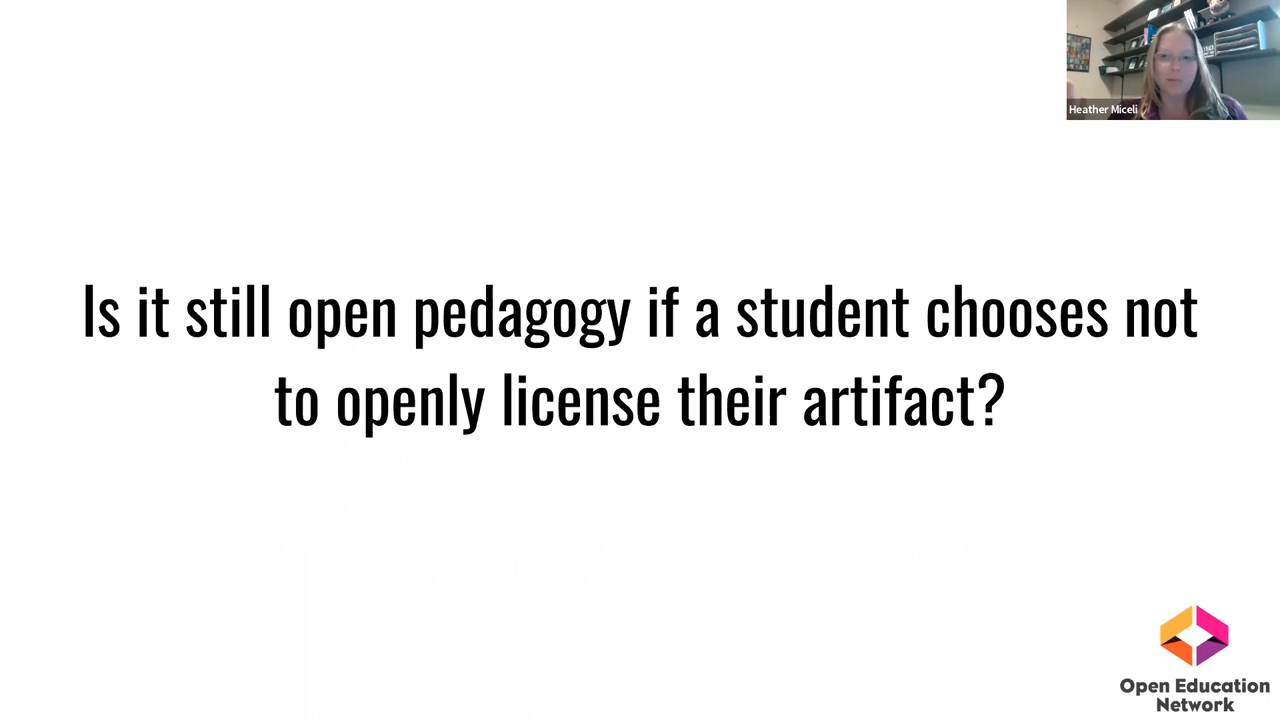 Heather Miceli
Is it still open pedagogy if a student chooses not
to openly license their artifact?
Open Education
Network